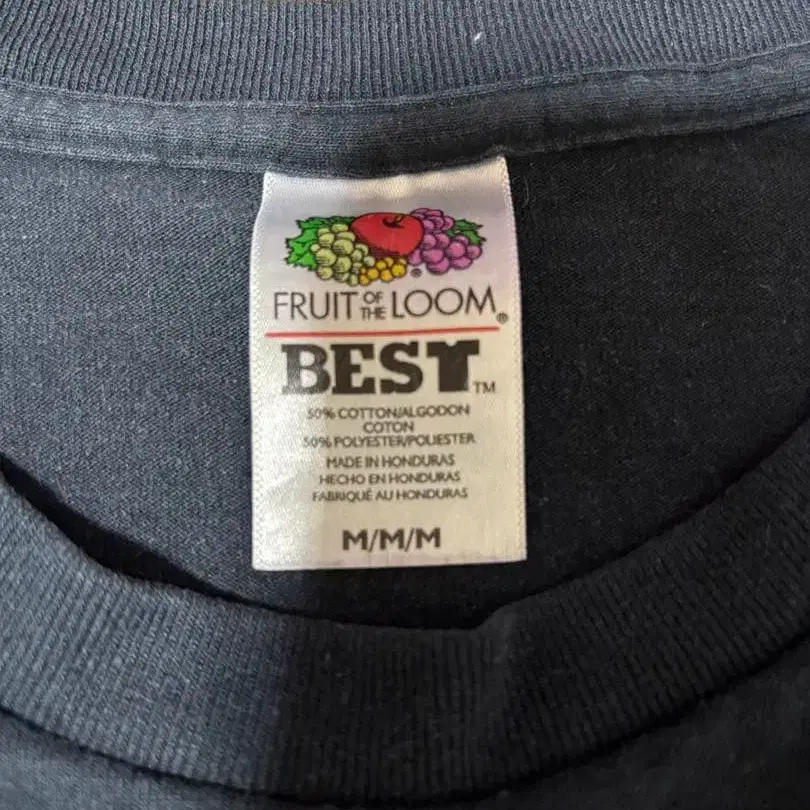 FRUIT OF THE LOOM®
BEST™
50% COTTON/ALGODON
COTON
50% POLYESTER/POLIESTER
MADE IN HONDURAS
HECHO EN HONDURAS
FABRIQUÉ AU HONDURAS
M/M/M